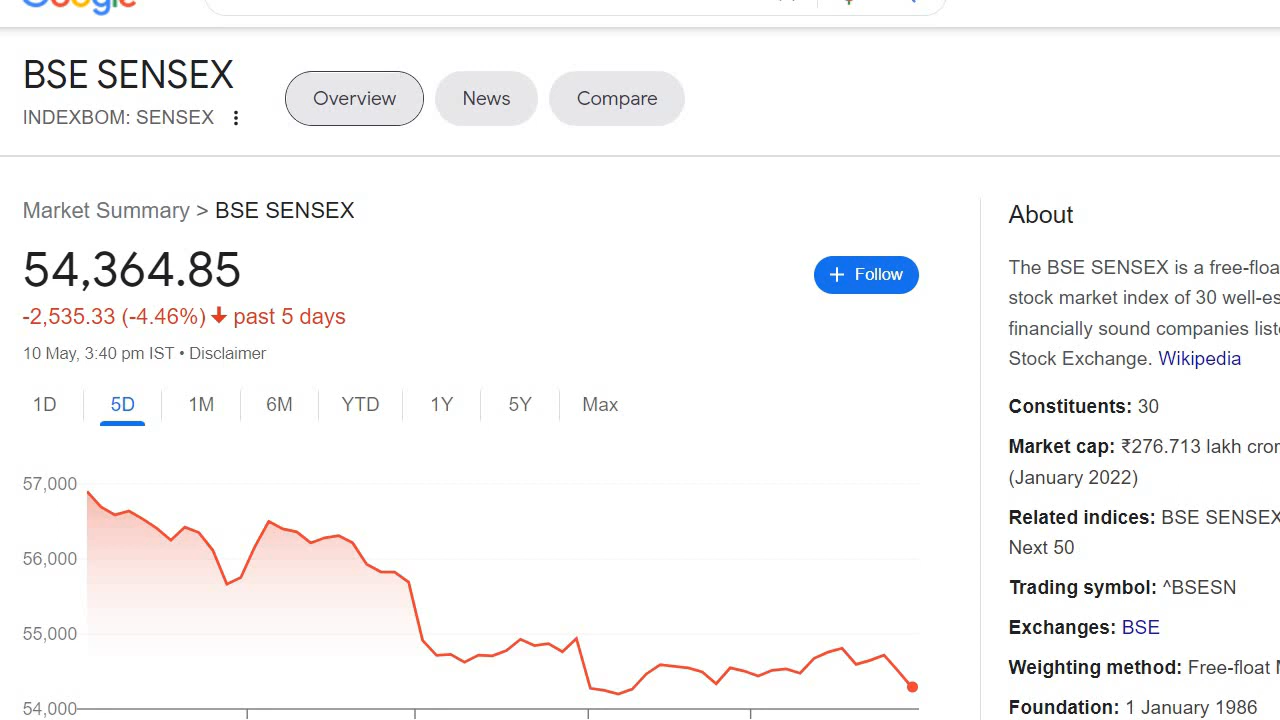 Google
BSE SENSEX
INDEXBOM: SENSEX
Overview
News
Compare
Market Summary > BSE SENSEX
54,364.85
-2,535.33 (-4.46%) past 5 days
10 May, 3:40 pm IST • Disclaimer
+ Follow
1D 5D 1M 6M YTD 1Y 5Y Max
57,000
56,000
55,000
54,000
About
The BSE SENSEX is a free-floa
stock market index of 30 well-es
financially sound companies liste
Stock Exchange. Wikipedia
Constituents: 30
Market cap: ₹276.713 lakh cror
(January 2022)
Related indices: BSE SENSEX
Next 50
Trading symbol: ^BSESN
Exchanges: BSE
Weighting method: Free-float M
Foundation: 1 January 1986